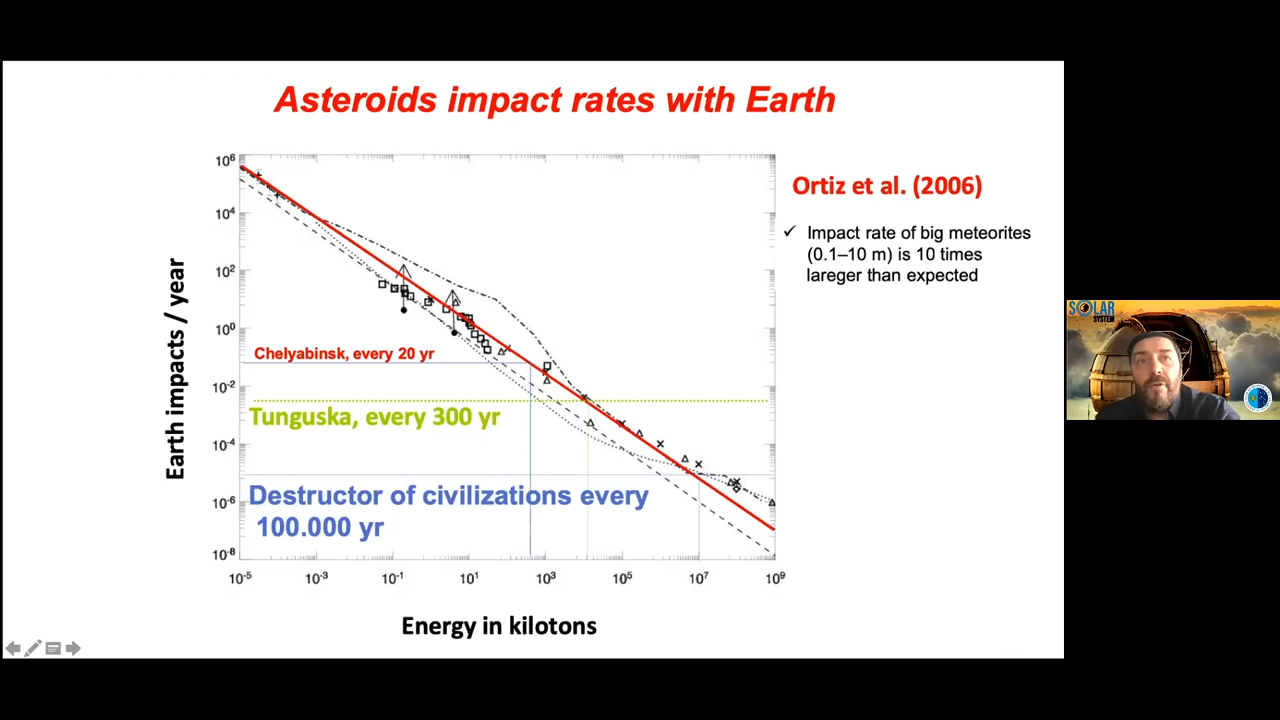 Asteroids impact rates with Earth
Ortiz et al. (2006)
✓ Impact rate of big meteorites
(0.1–10 m) is 10 times
lareger than expected
Earth impacts / year
10⁶
10⁴
10²
10⁰
10⁻²
10⁻⁴
10⁻⁶
10⁻⁸
Chelyabinsk, every 20 yr
Tunguska, every 300 yr
Destructor of civilizations every
100.000 yr
10⁻⁵ 10⁻³ 10⁻¹ 10¹ 10³ 10⁵ 10⁷ 10⁹
Energy in kilotons
SOLAR
SYSTEM